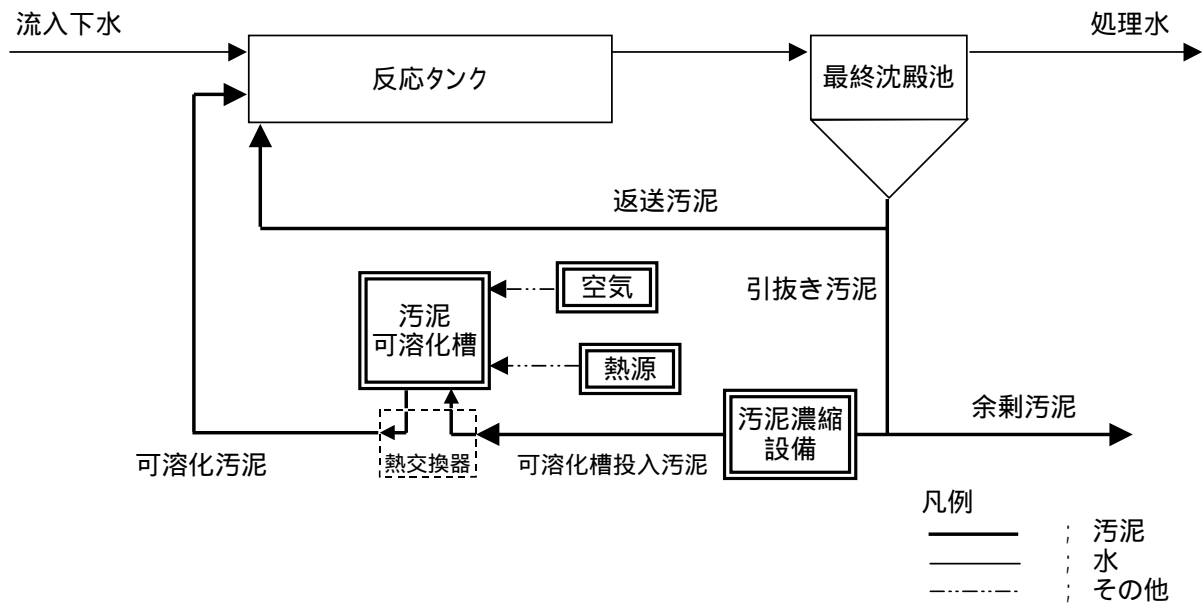 流入下水
処理水
反応タンク
最終沈殿池
返送汚泥
引抜き汚泥
空気
汚泥
可溶化槽
熱源
汚泥濃縮
設備
余剰汚泥
可溶化汚泥
熱交換器
可溶化槽投入汚泥
凡例
; 汚泥
; 水
; その他